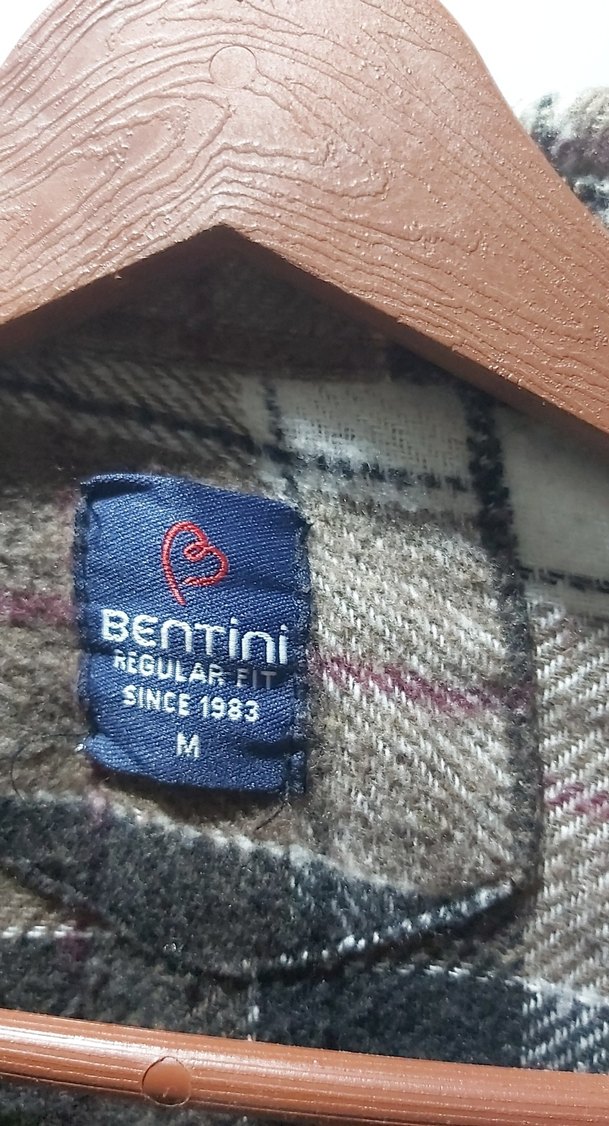 BENTINI
REGULAR FIT
SINCE 1983
M